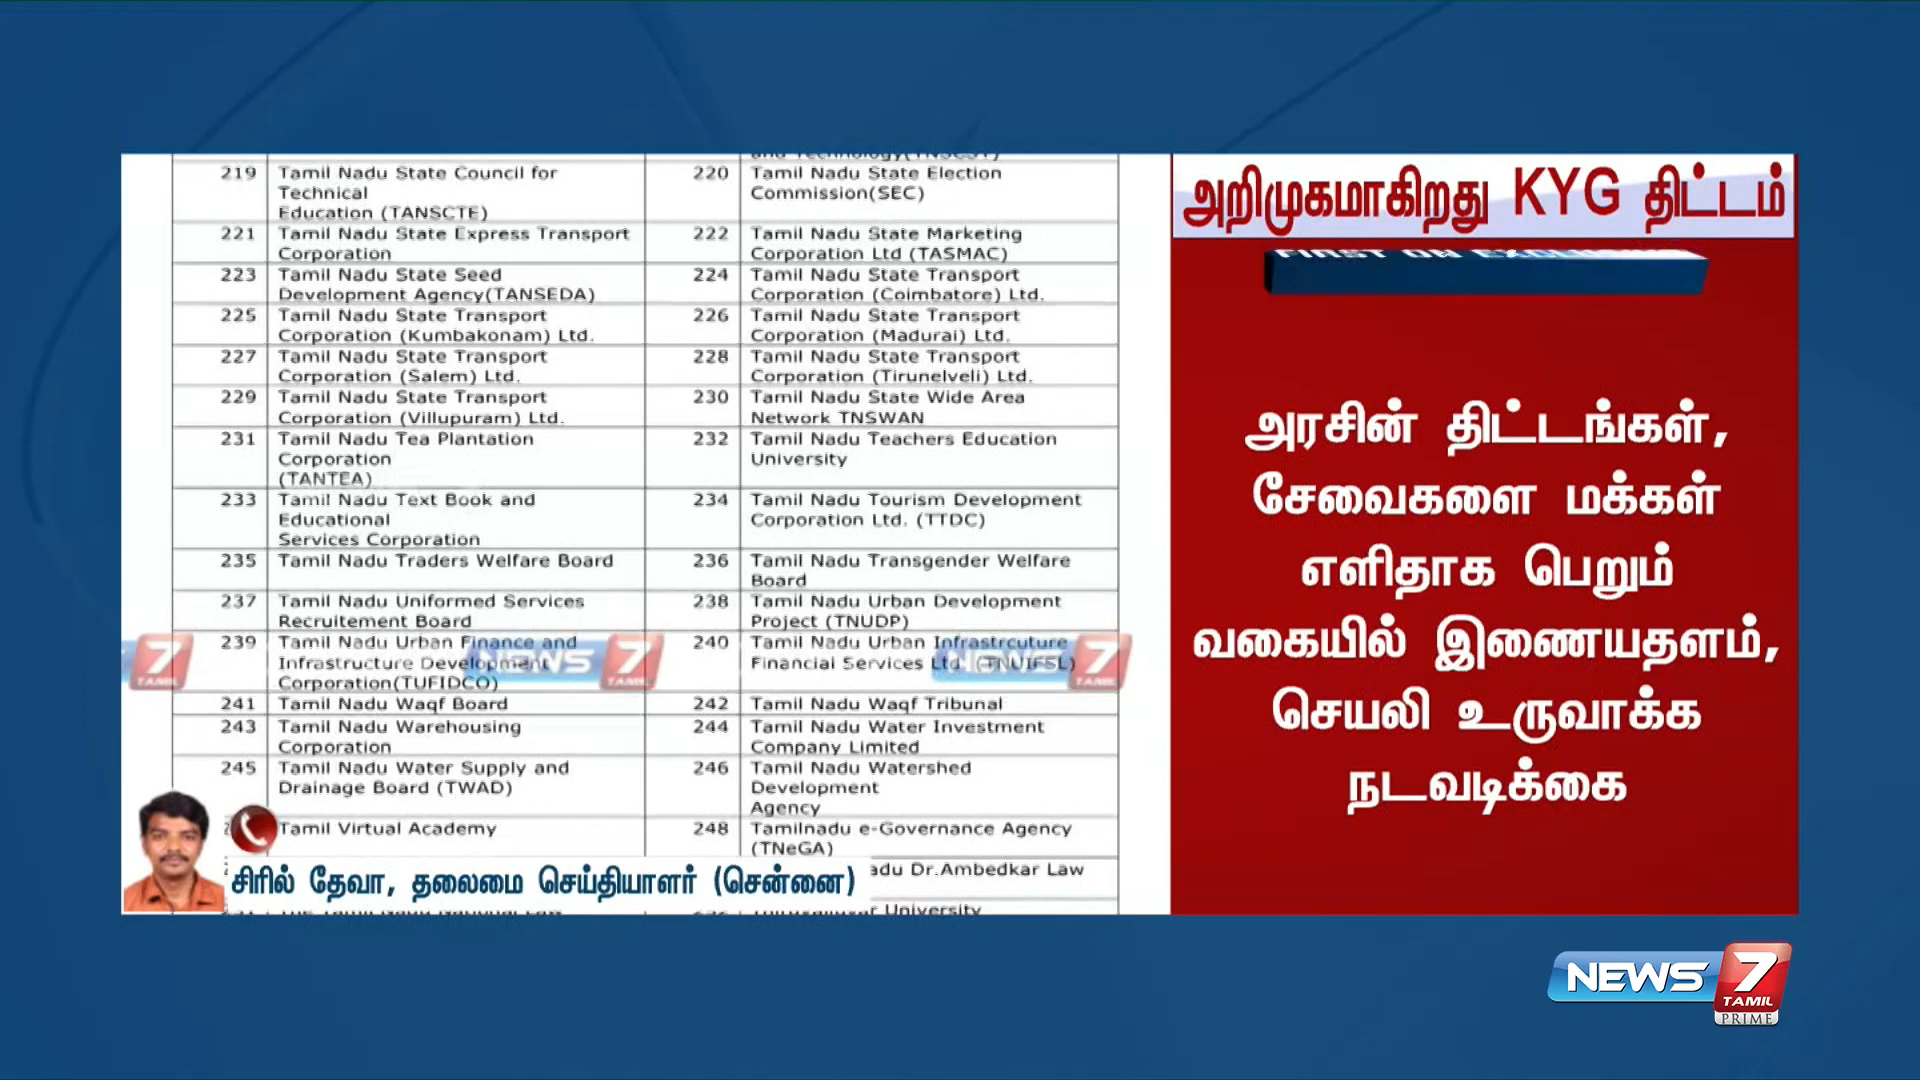 219 Tamil Nadu State Council for
Technical
Education (TANSCTE)
220 Tamil Nadu State Election
Commission(SEC)
221 Tamil Nadu State Express Transport
Corporation
222 Tamil Nadu State Marketing
Corporation Ltd (TASMAC)
223 Tamil Nadu State Seed
Development Agency(TANSEDA)
224 Tamil Nadu State Transport
Corporation (Coimbatore) Ltd.
225 Tamil Nadu State Transport
Corporation (Kumbakonam) Ltd.
226 Tamil Nadu State Transport
Corporation (Madurai) Ltd.
227 Tamil Nadu State Transport
Corporation (Salem) Ltd.
228 Tamil Nadu State Transport
Corporation (Tirunelveli) Ltd.
229 Tamil Nadu State Transport
Corporation (Villupuram) Ltd.
230 Tamil Nadu State Wide Area
Network TNSWAN
231 Tamil Nadu Tea Plantation
Corporation
(TANTEA)
232 Tamil Nadu Teachers Education
University
233 Tamil Nadu Text Book and
Educational
Services Corporation
234 Tamil Nadu Tourism Development
Corporation Ltd. (TTDC)
235 Tamil Nadu Traders Welfare Board
236 Tamil Nadu Transgender Welfare
Board
237 Tamil Nadu Uniformed Services
Recruitement Board
238 Tamil Nadu Urban Development
Project (TNUDP)
239 Tamil Nadu Urban Finance and
Infrastructure Development
Corporation(TUFIDCO)
240 Tamil Nadu Urban Infrastrcuture
Financial Services Ltd. (TNUIFSL)
241 Tamil Nadu Waqf Board
242 Tamil Nadu Waqf Tribunal
243 Tamil Nadu Warehousing
Corporation
244 Tamil Nadu Water Investment
Company Limited
245 Tamil Nadu Water Supply and
Drainage Board (TWAD)
246 Tamil Nadu Watershed
Development
Agency
Tamil Virtual Academy
248 Tamilnadu e-Governance Agency
(TNeGA)
Dr.Ambedkar Law
University
NEWS 7 TAMIL
NEWS 7 TAMIL
7 TAMIL
சிரில் தேவா, தலைமை செய்தியாளர் (சென்னை)
அறிமுகமாகிறது KYG திட்டம்
FIRST ON
அரசின் திட்டங்கள்,
சேவைகளை மக்கள்
எளிதாக பெறும்
வகையில் இணையதளம்,
செயலி உருவாக்க
நடவடிக்கை
NEWS 7
TAMIL
PRIME